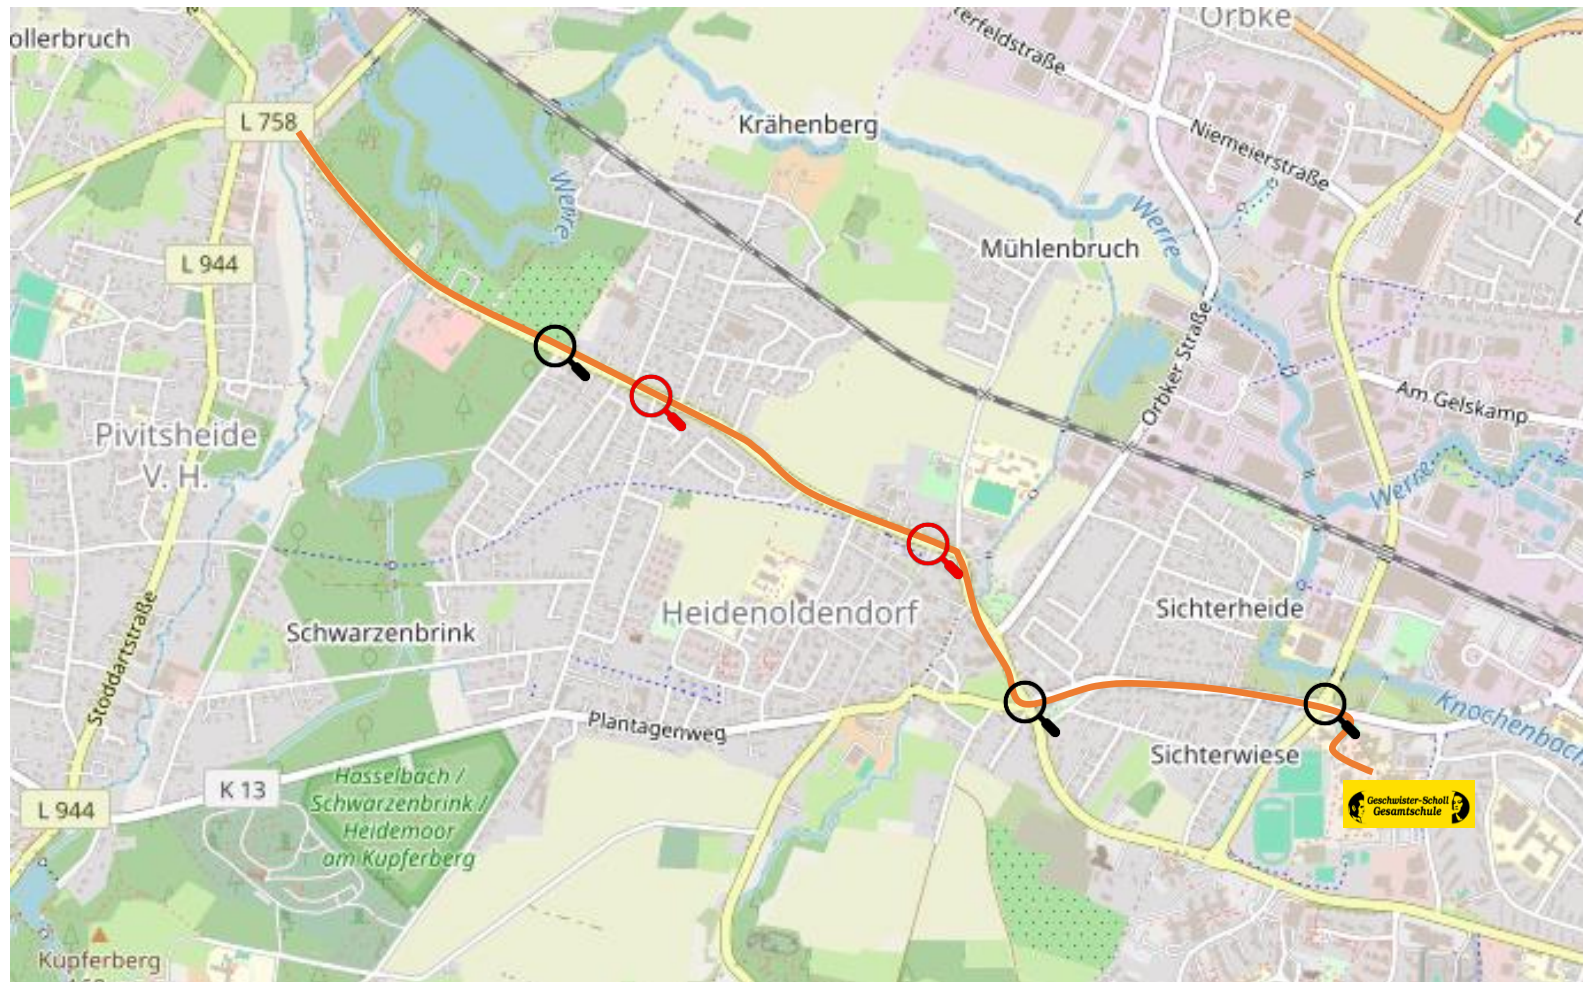 ollerbruch
Orbke
L 758
Krähenberg
Niemeierstraße
Werre
Werre
L 944
Mühlenbruch
Orbker Straße
Am Gelskamp
Pivitsheide
V. H.
Werre
Heidenoldendorf
Sichterheide
Schwarzenbrink
Stoddartstraße
Plantagenweg
Knochenbach
Sichterwiese
K 13
Hasselbach /
Schwarzenbrink /
Heidemoor
am Kupferberg
L 944
Geschwister-Scholl
Gesamtschule
Kupferberg